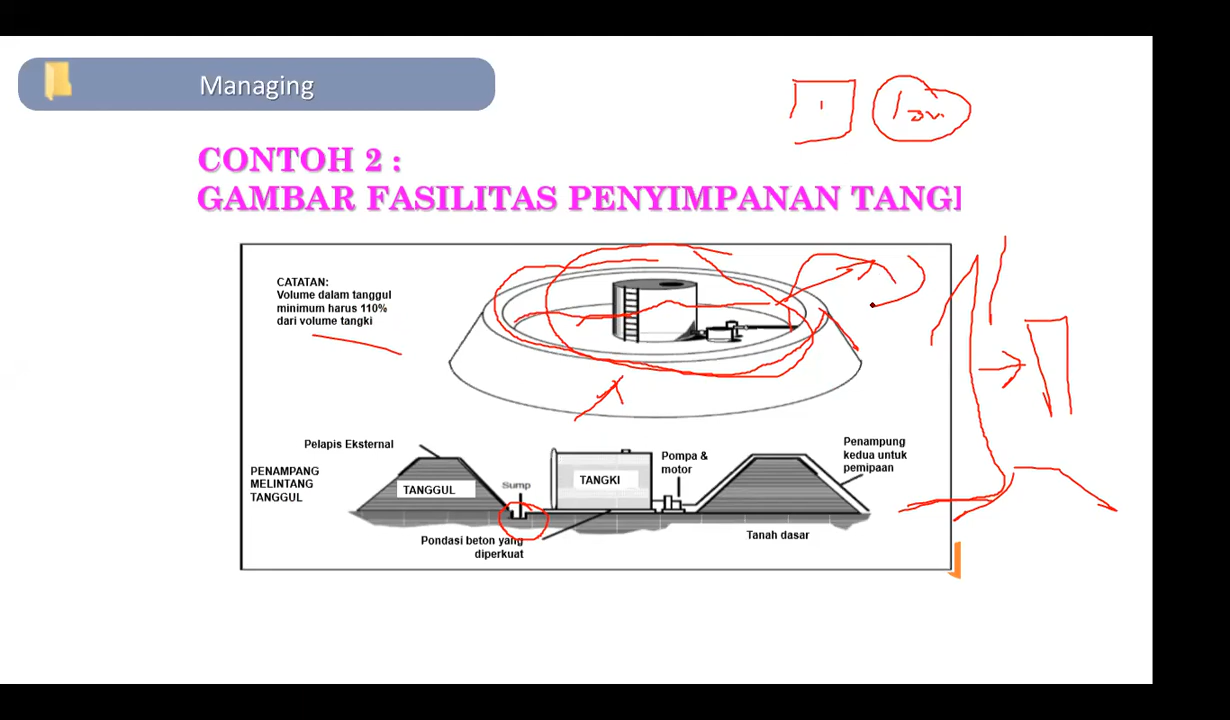 Managing
CONTOH 2 :
GAMBAR FASILITAS PENYIMPANAN TANG
CATATAN:
Volume dalam tanggul
minimum harus 110%
dari volume tangki
Pelapis Eksternal
PENAMPANG
MELINTANG
TANGGUL
TANGGUL
Sump
TANGKI
Pompa &
motor
Penampung
kedua untuk
pemipaan
Pondasi beton yang
diperkuat
Tanah dasar